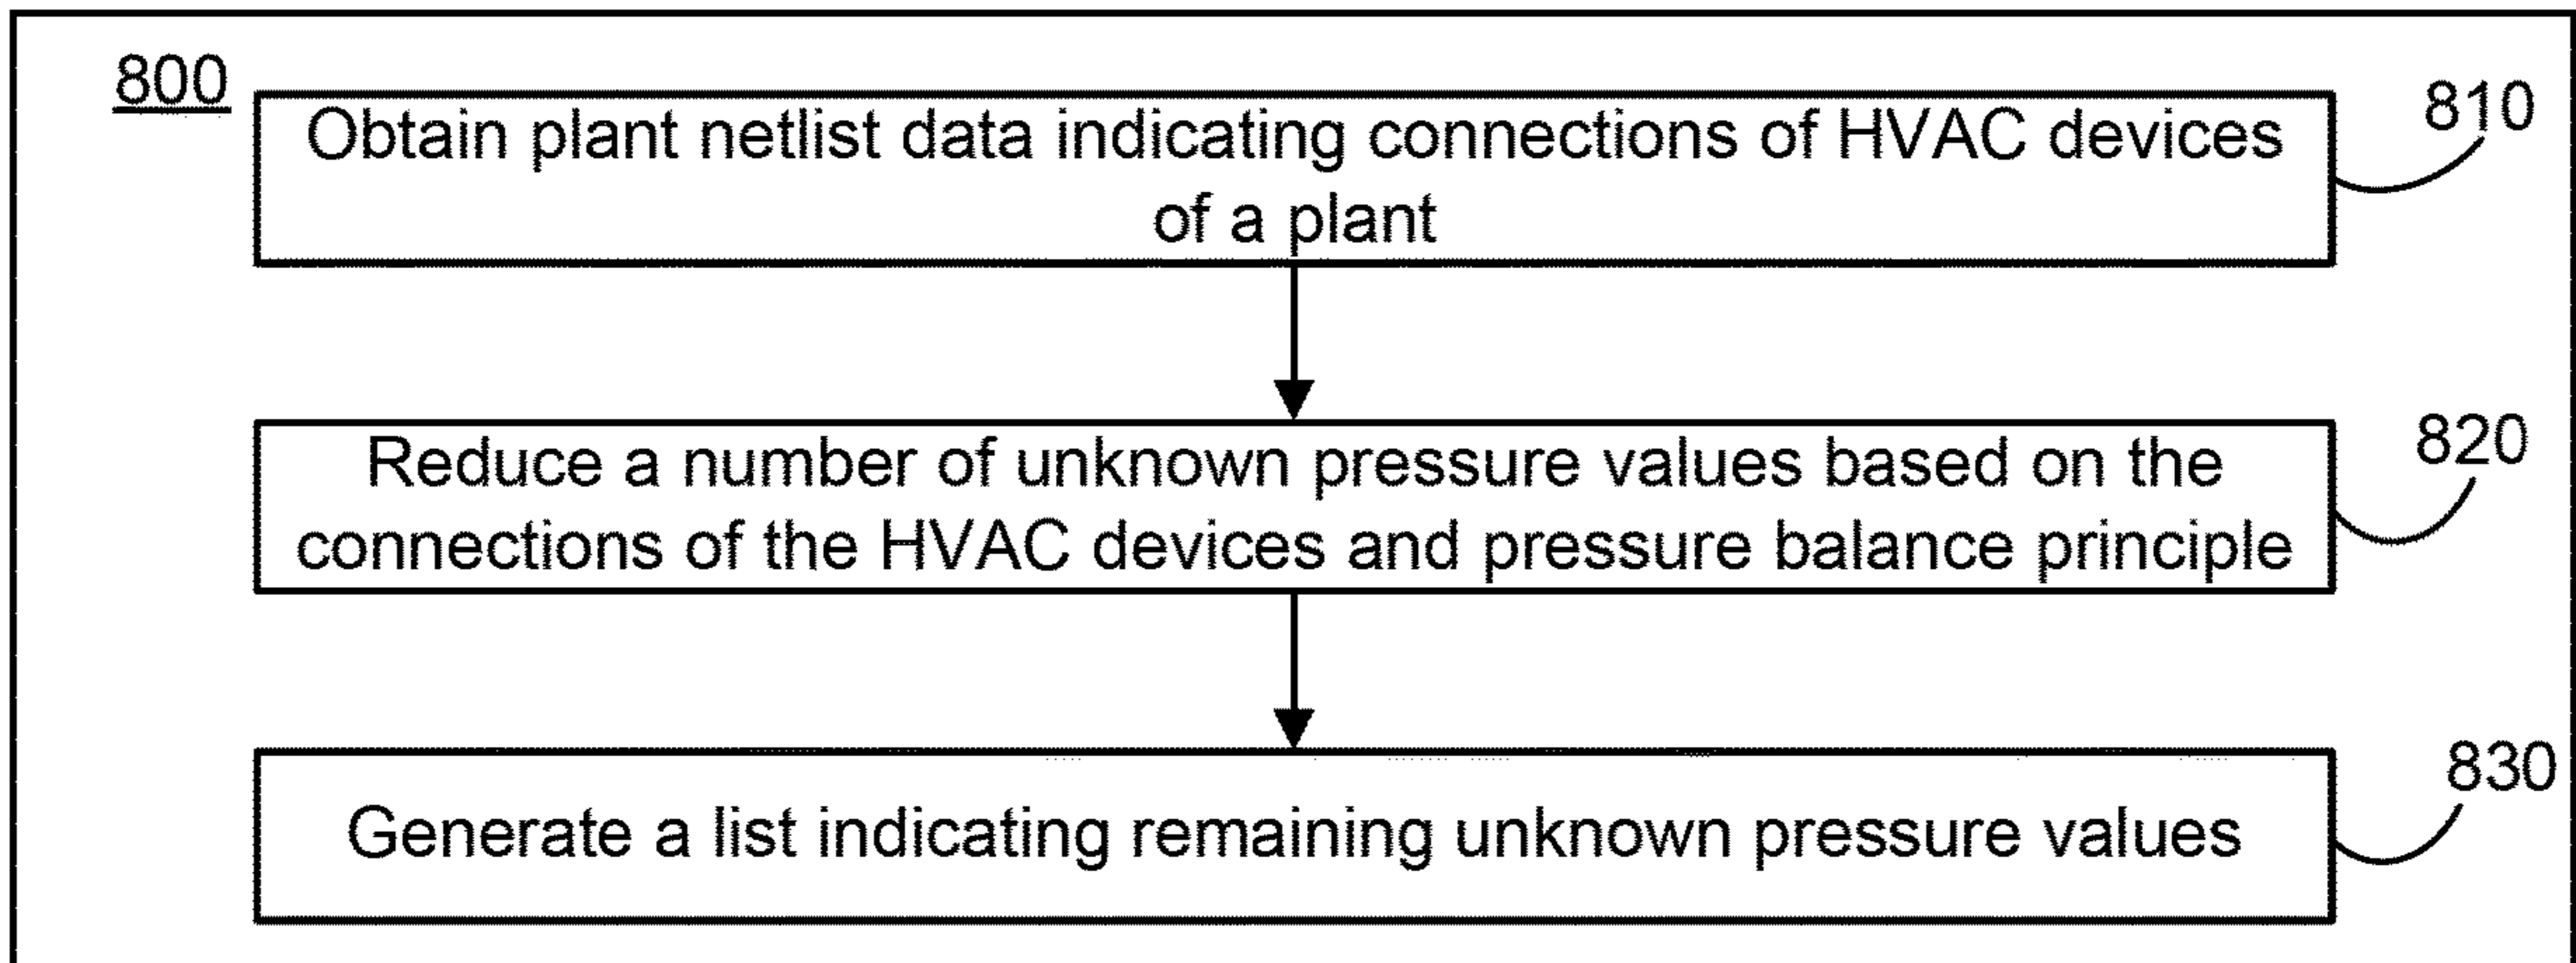 800
810
Obtain plant netlist data indicating connections of HVAC devices
of a plant
820
Reduce a number of unknown pressure values based on the
connections of the HVAC devices and pressure balance principle
830
Generate a list indicating remaining unknown pressure values